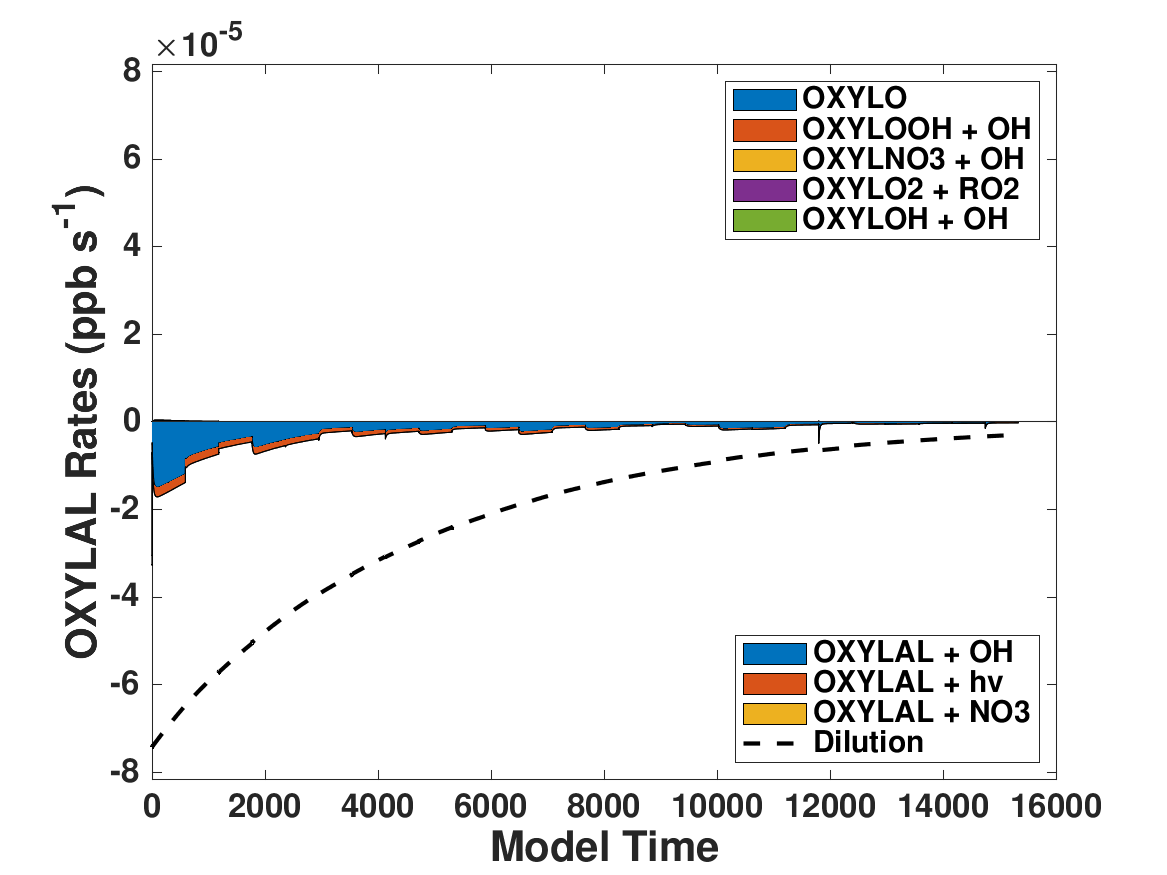 ×10-5
8
6
4
2
0
-2
-4
-6
-8
OXYLAL Rates (ppb s-1)
OXYLO
OXYLOOH + OH
OXYLNO3 + OH
OXYLO2 + RO2
OXYLOH + OH
OXYLAL + OH
OXYLAL + hv
OXYLAL + NO3
Dilution
0 2000 4000 6000 8000 10000 12000 14000 16000
Model Time